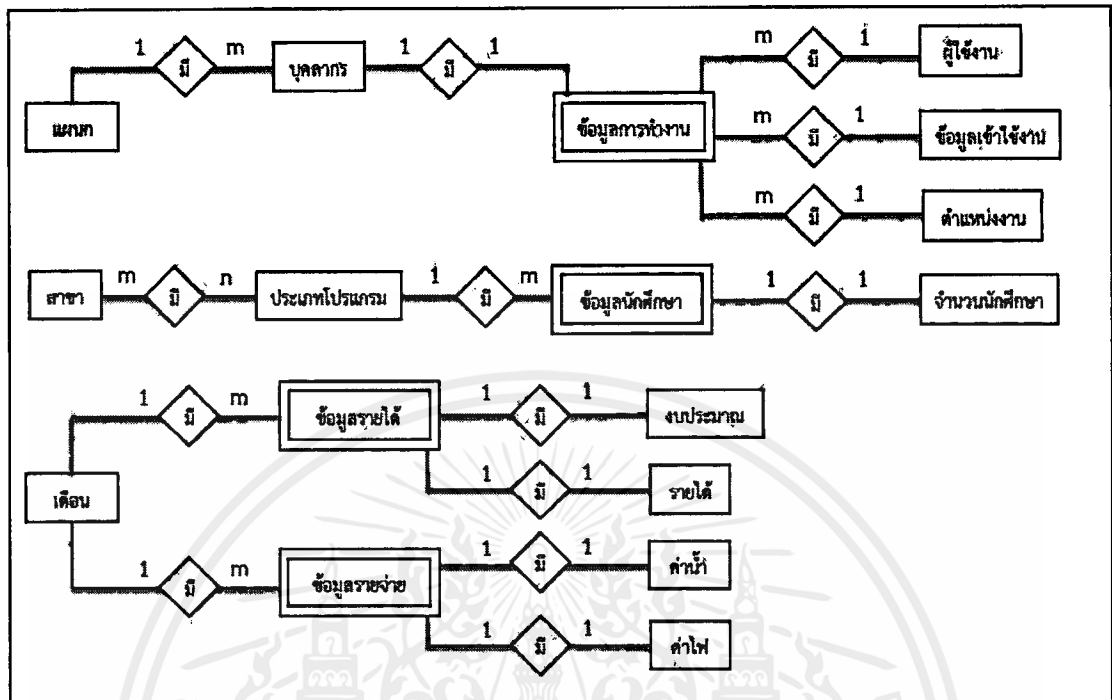 1 มี m บุคลากร 1 มี 1
แผนก
ข้อมูลการทำงาน
m มี 1 ผู้ใช้งาน
m มี 1 ข้อมูลเข้าใช้งาน
m มี 1 ตำแหน่งงาน
สาขา m มี n ประเภทโปรแกรม 1 มี m ข้อมูลนักศึกษา 1 มี 1 จำนวนนักศึกษา
1 มี m ข้อมูลรายได้ 1 มี 1 งบประมาณ
1 มี 1 รายได้
เดือน
1 มี m ข้อมูลรายจ่าย 1 มี 1 ค่าน้ำ
1 มี 1 ค่าไฟ